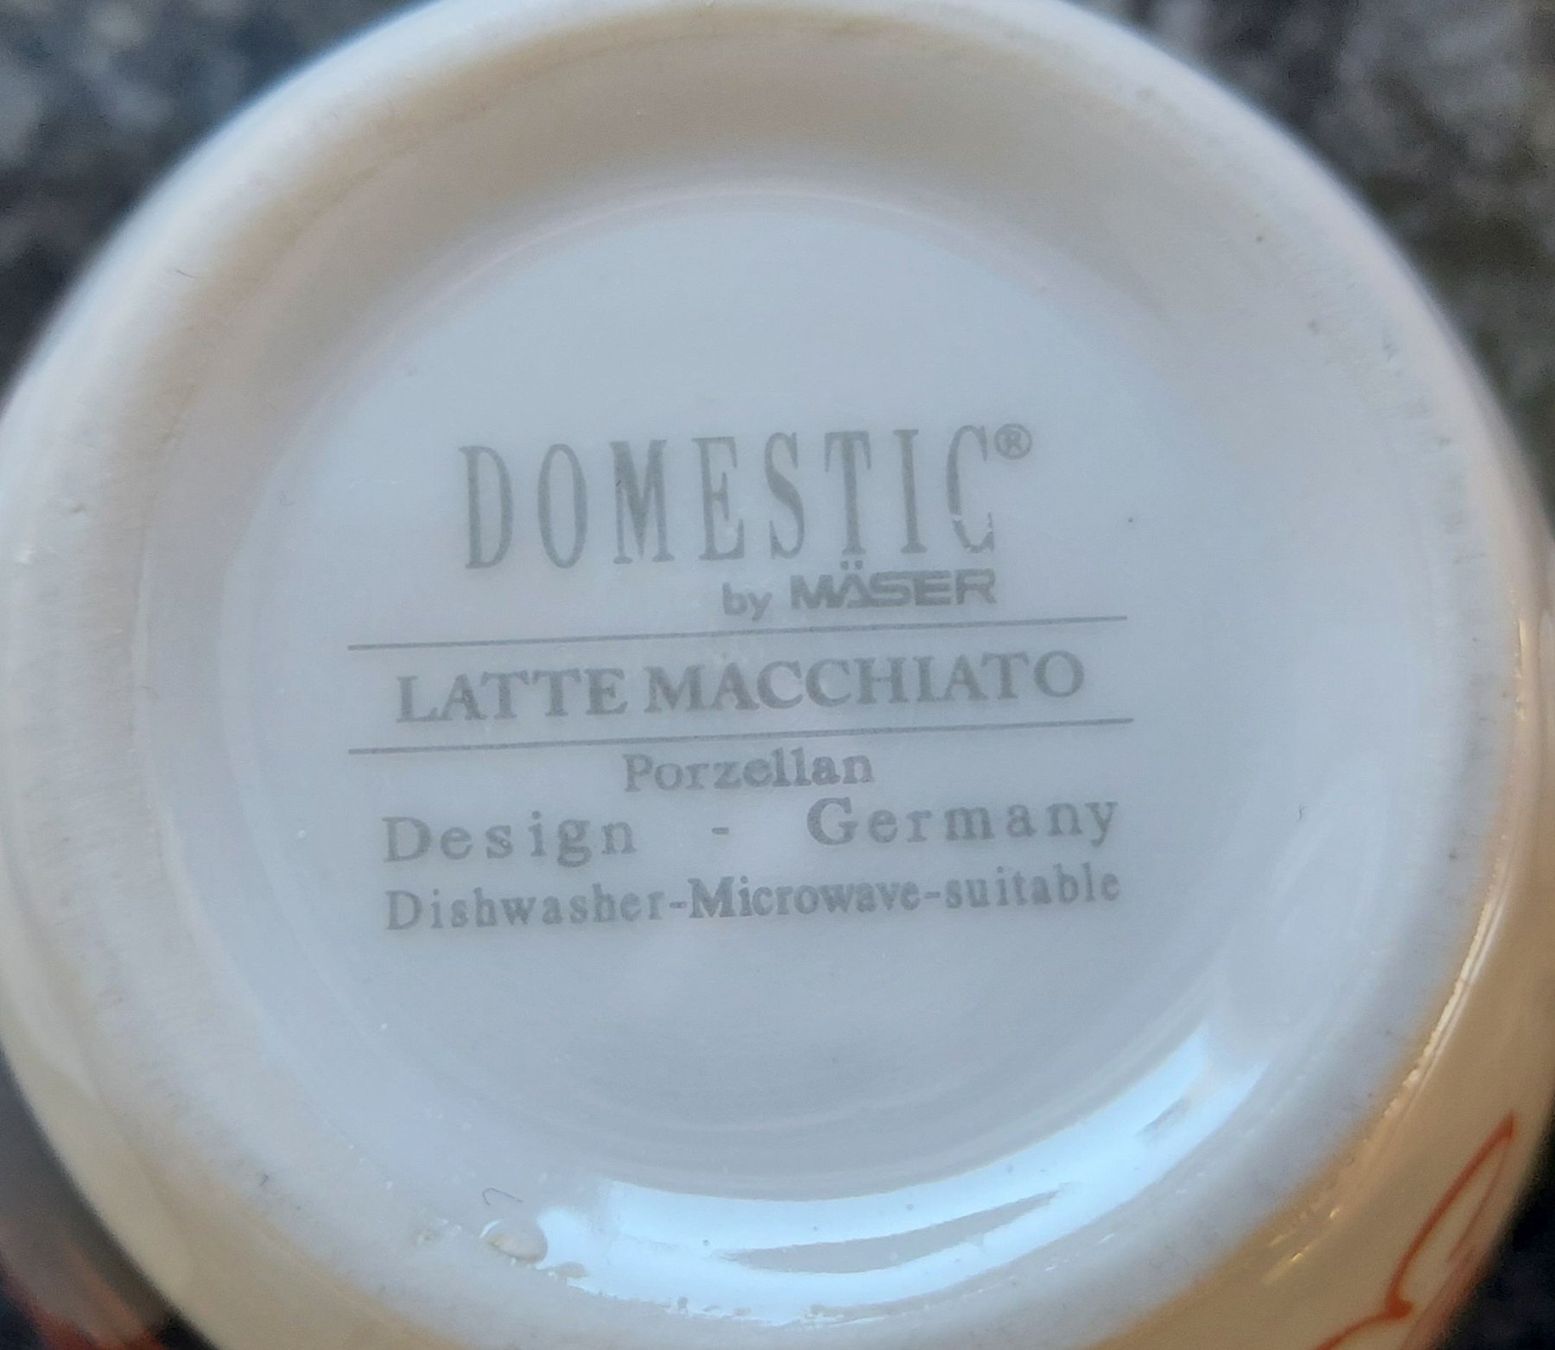 DOMESTIC®
by MÄSER
LATTE MACCHIATO
Porzellan
Design - Germany
Dishwasher-Microwave-suitable